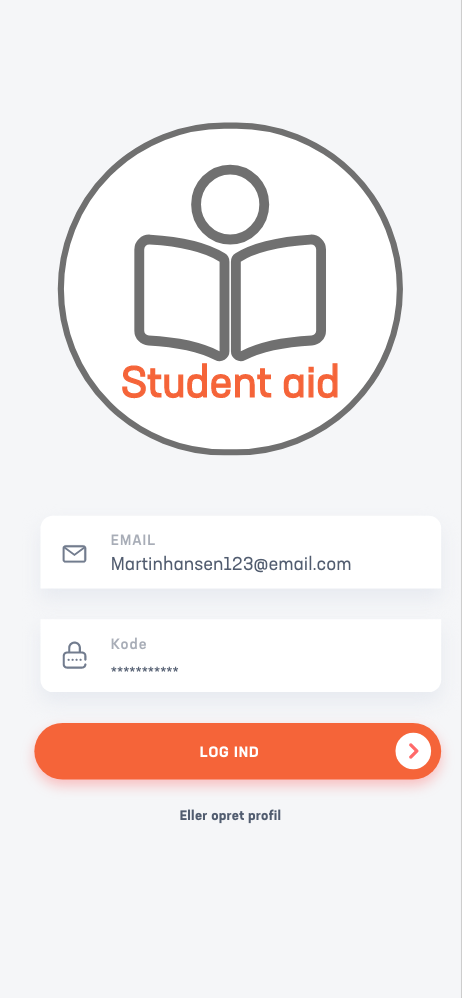 Student aid
EMAIL
Martinhansen123@email.com
Kode
***********
LOG IND
Eller opret profil